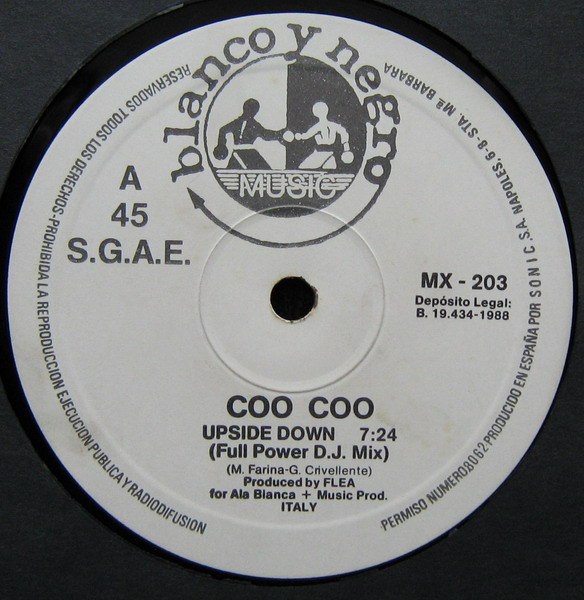 blanco y negro
MUSIC
A
45
S.G.A.E.
MX - 203
Depósito Legal:
B. 19.434-1988
COO COO
UPSIDE DOWN 7:24
(Full Power D.J. Mix)
(M. Farina-G. Crivellente)
Produced by FLEA
for Ala Bianca + Music Prod.
ITALY
RESERVADOS TODOS LOS DERECHOS-PROHIBIDA LA REPRODUCCION EJECUCION PUBLICA Y RADIODIFUSION
PERMISO NUMERO 8062 PRODUCIDO EN ESPAÑA POR SONIC, S.A. NAPOLES, 6-8-STA. Mª BARBARA